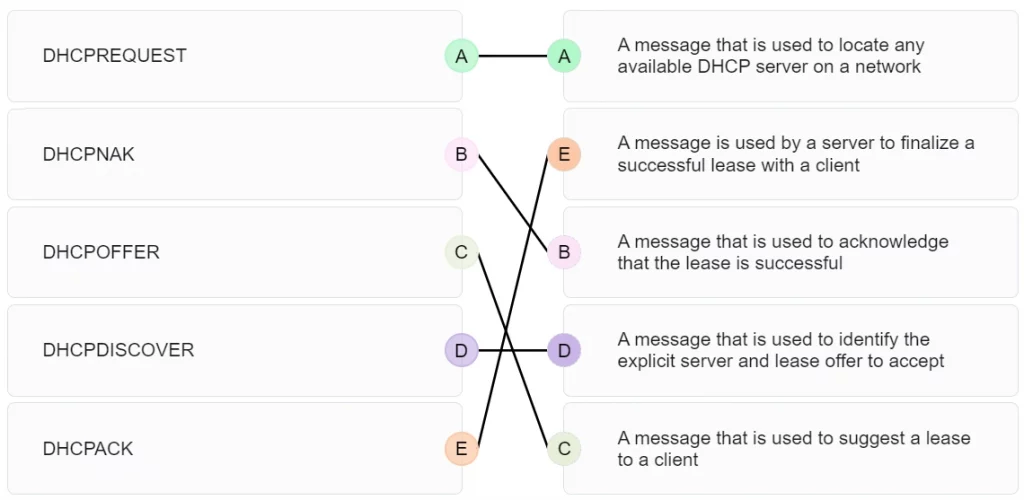 DHCPREQUEST
A
A
A message that is used to locate any
available DHCP server on a network
DHCPNAK
B
E
A message is used by a server to finalize a
successful lease with a client
DHCPOFFER
C
B
A message that is used to acknowledge
that the lease is successful
DHCPDISCOVER
D
D
A message that is used to identify the
explicit server and lease offer to accept
DHCPACK
E
C
A message that is used to suggest a lease
to a client